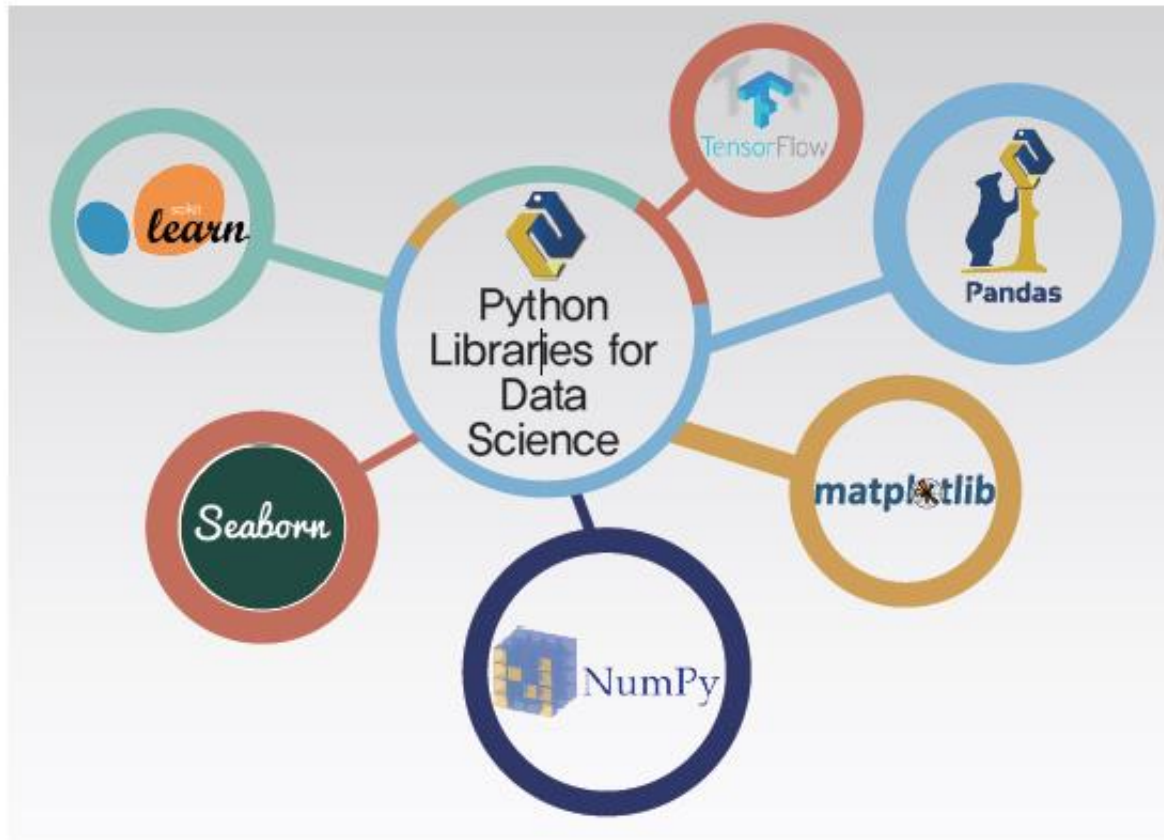 TensorFlow
Pandas
scikit
learn
Python
Libraries for
Data
Science
matplotlib
Seaborn
NumPy